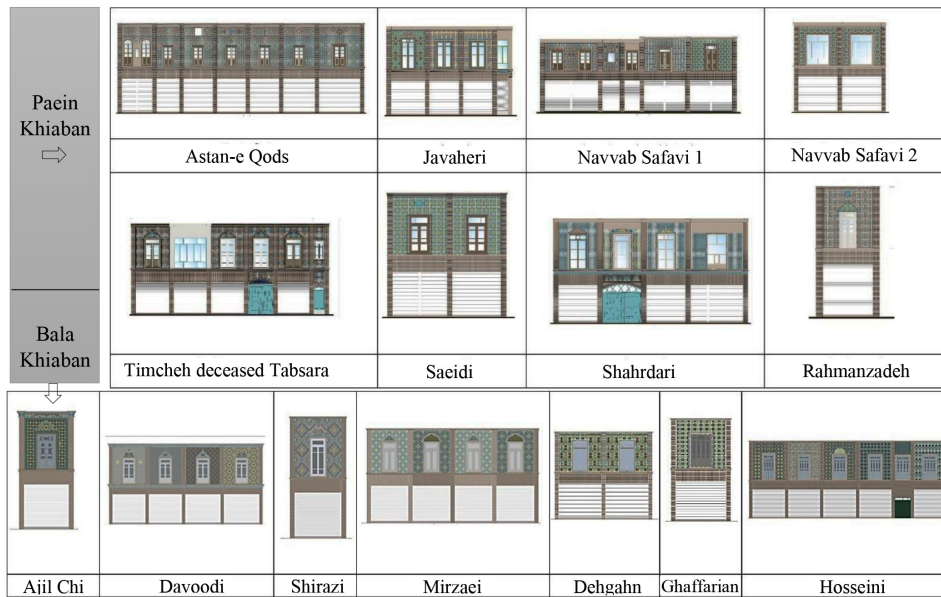 Paein
Khiaban
Astan-e Qods
Javaheri
Navvab Safavi 1
Navvab Safavi 2
Bala
Khiaban
Timcheh deceased Tabsara
Saeidi
Shahrdari
Rahmanzadeh
Ajil Chi
Davoodi
Shirazi
Mirzaei
Dehgahn
Ghaffarian
Hosseini